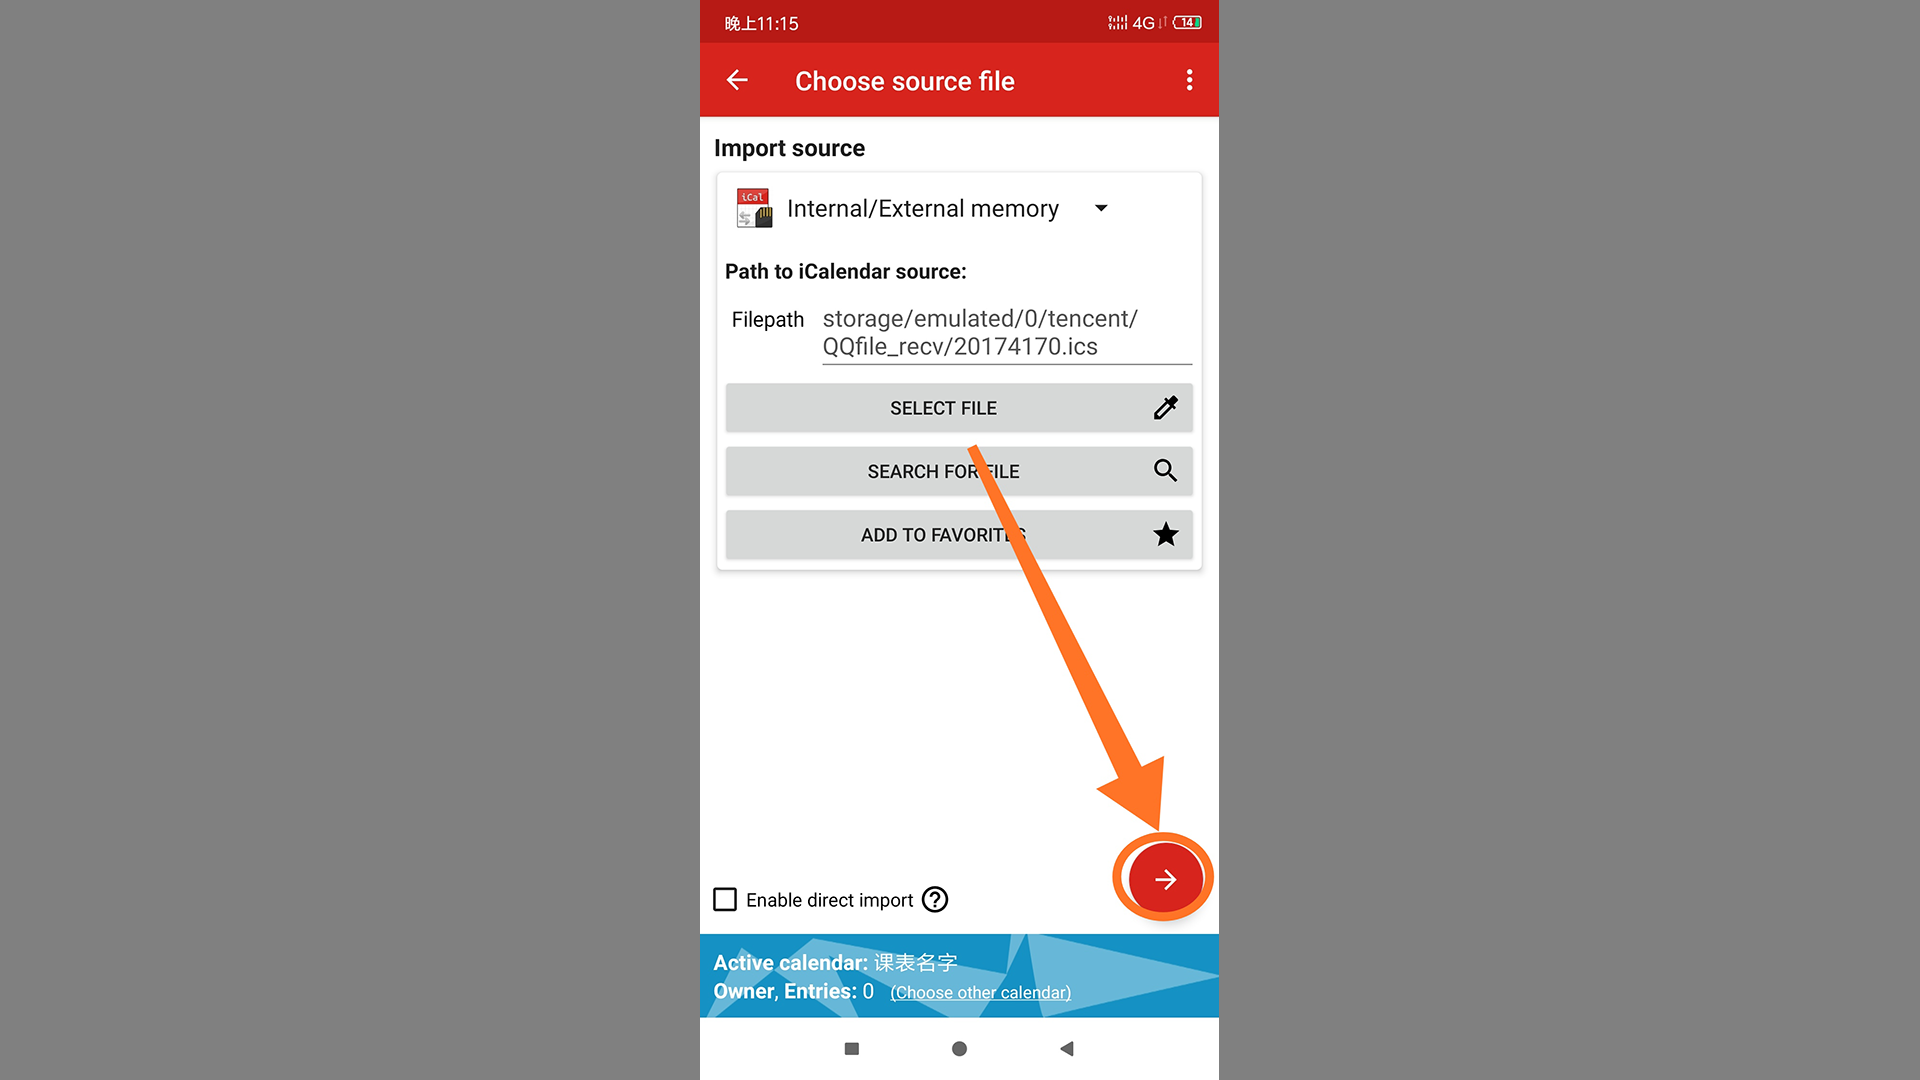 晚上11:15
4G
14
Choose source file
Import source
iCal
Internal/External memory
Path to iCalendar source:
Filepath
storage/emulated/0/tencent/
QQfile_recv/20174170.ics
SELECT FILE
SEARCH FOR FILE
ADD TO FAVORITES
Enable direct import
Active calendar: 课表名字
Owner, Entries: 0 (Choose other calendar)